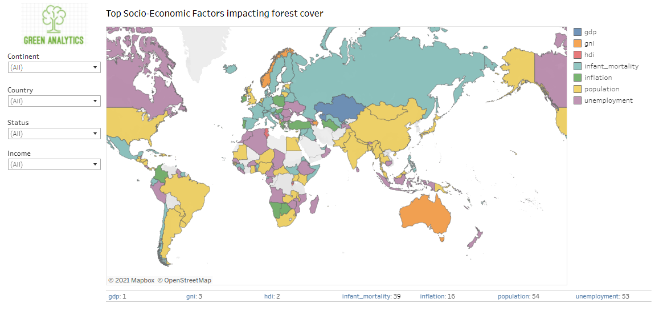 Top Socio-Economic Factors impacting forest cover
GREEN ANALYTICS
Continent
(All)
Country
(All)
Status
(All)
Income
(All)
gdp
gni
hdi
infant_mortality
inflation
population
unemployment
© 2021 Mapbox © OpenStreetMap
gdp: 1 gni: 3 hdi: 2 infant_mortality: 39 inflation: 16 population: 54 unemployment: 53